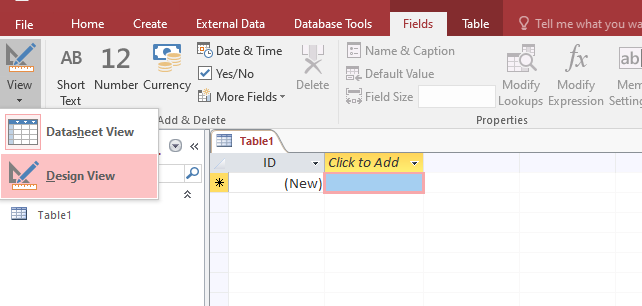 File Home Create External Data Database Tools Fields Table Tell me what you wa
View
AB
Short
Text
12
Number
Currency
Date & Time
Yes/No
More Fields
Delete
Name & Caption
Default Value
Field Size
Modify
Lookups
Modify
Expression
Mem
Settin
Add & Delete
Properties
Datasheet View
Design View
Table1
Table1
ID Click to Add
(New)